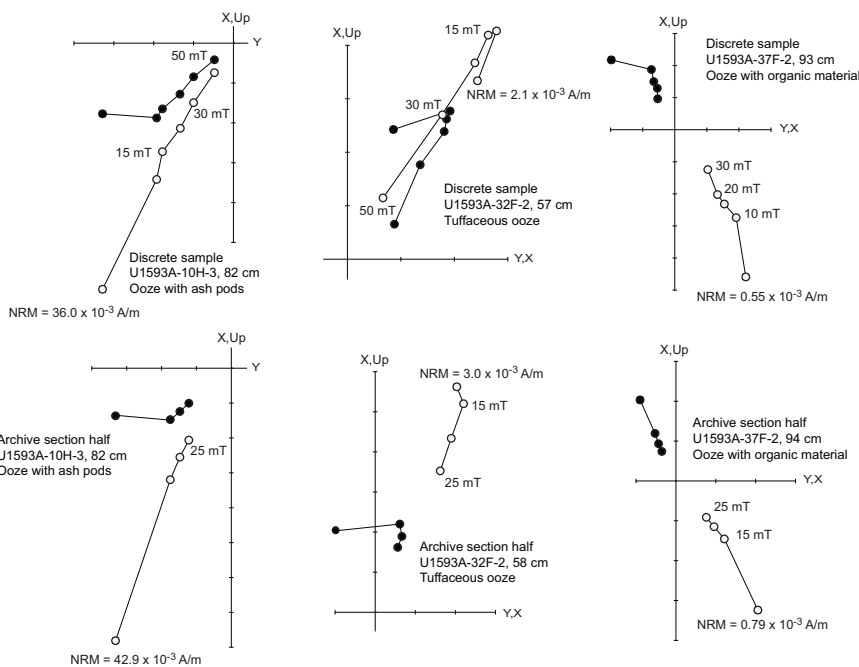 X,Up
Y
50 mT
30 mT
15 mT
Discrete sample
U1593A-10H-3, 82 cm
Ooze with ash pods
NRM = 36.0 x 10-3 A/m
X,Up
15 mT
NRM = 2.1 x 10-3 A/m
30 mT
50 mT
Discrete sample
U1593A-32F-2, 57 cm
Tuffaceous ooze
Y,X
X,Up
Discrete sample
U1593A-37F-2, 93 cm
Ooze with organic material
Y,X
30 mT
20 mT
10 mT
NRM = 0.55 x 10-3 A/m
X,Up
Y
Archive section half
U1593A-10H-3, 82 cm
Ooze with ash pods
25 mT
NRM = 42.9 x 10-3 A/m
X,Up
NRM = 3.0 x 10-3 A/m
15 mT
25 mT
Archive section half
U1593A-32F-2, 58 cm
Tuffaceous ooze
Y,X
X,Up
Archive section half
U1593A-37F-2, 94 cm
Ooze with organic material
Y,X
25 mT
15 mT
NRM = 0.79 x 10-3 A/m